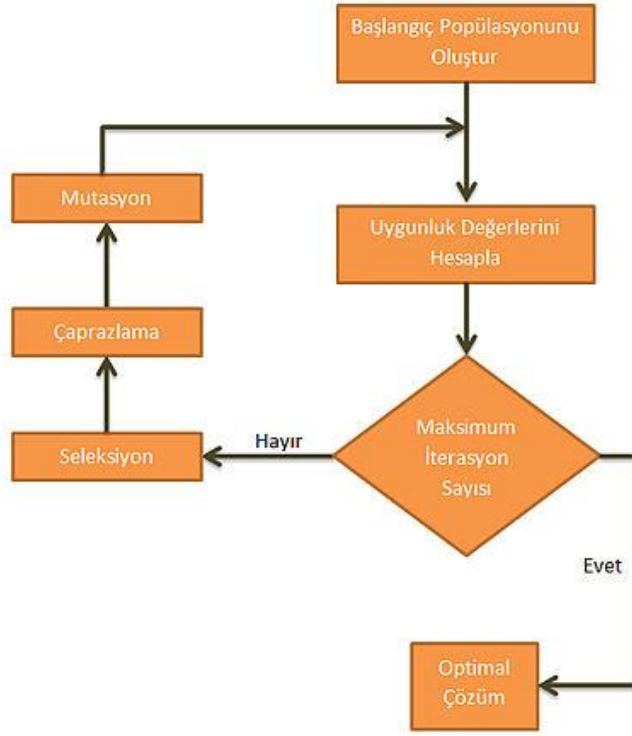 Başlangıç Popülasyonunu
Oluştur
Mutasyon
Uygunluk Değerlerini
Hesapla
Çaprazlama
Maksimum
İterasyon
Sayısı
Hayır
Seleksiyon
Evet
Optimal
Çözüm